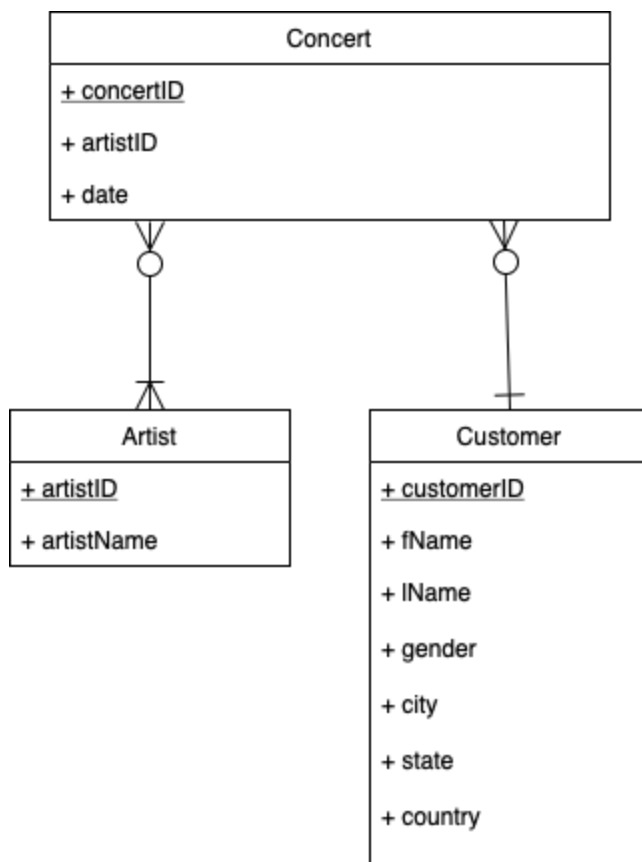 Concert
+ concertID
+ artistID
+ date
Artist
+ artistID
+ artistName
Customer
+ customerID
+ fName
+ lName
+ gender
+ city
+ state
+ country